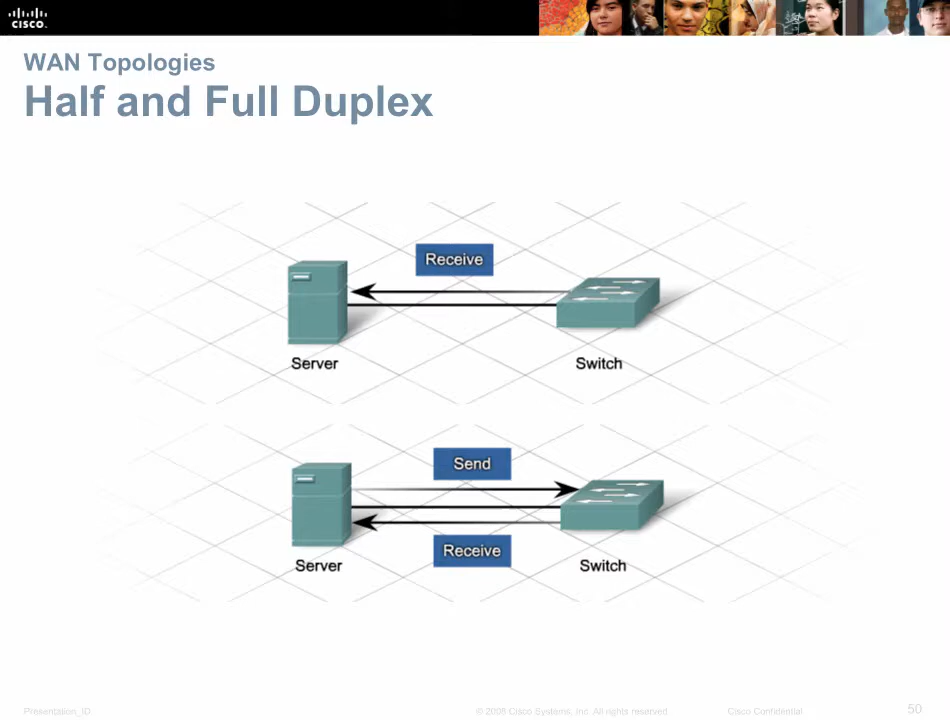 CISCO.
WAN Topologies
Half and Full Duplex
Receive
Server
Switch
Send
Receive
Server
Switch
Presentation_ID
© 2008 Cisco Systems, Inc. All rights reserved.
Cisco Confidential
50